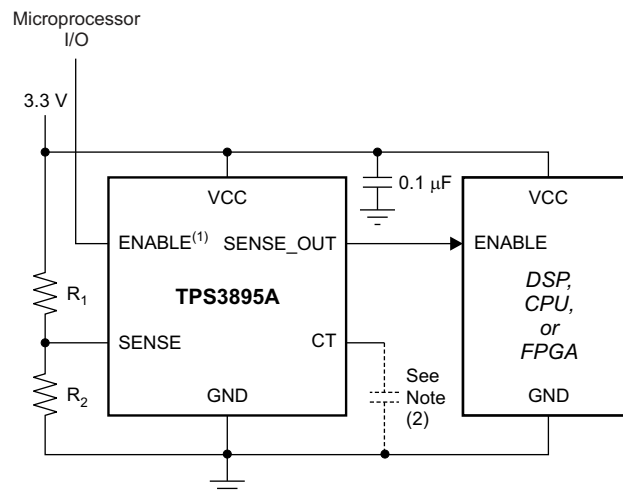 Microprocessor
I/O
3.3 V
VCC
0.1 μF
VCC
ENABLE(1)
SENSE_OUT
ENABLE
R1
TPS3895A
DSP,
CPU,
or
FPGA
SENSE
CT
R2
GND
See
Note
(2)
GND